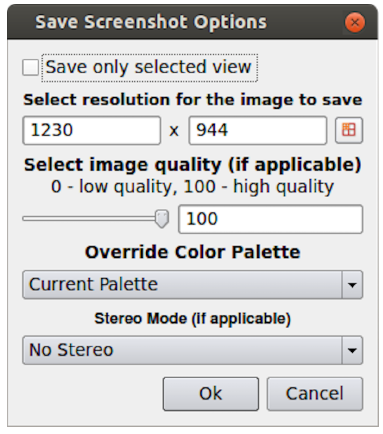 Save Screenshot Options
Save only selected view
Select resolution for the image to save
1230 x 944
Select image quality (if applicable)
0 - low quality, 100 - high quality
100
Override Color Palette
Current Palette
Stereo Mode (if applicable)
No Stereo
Ok Cancel